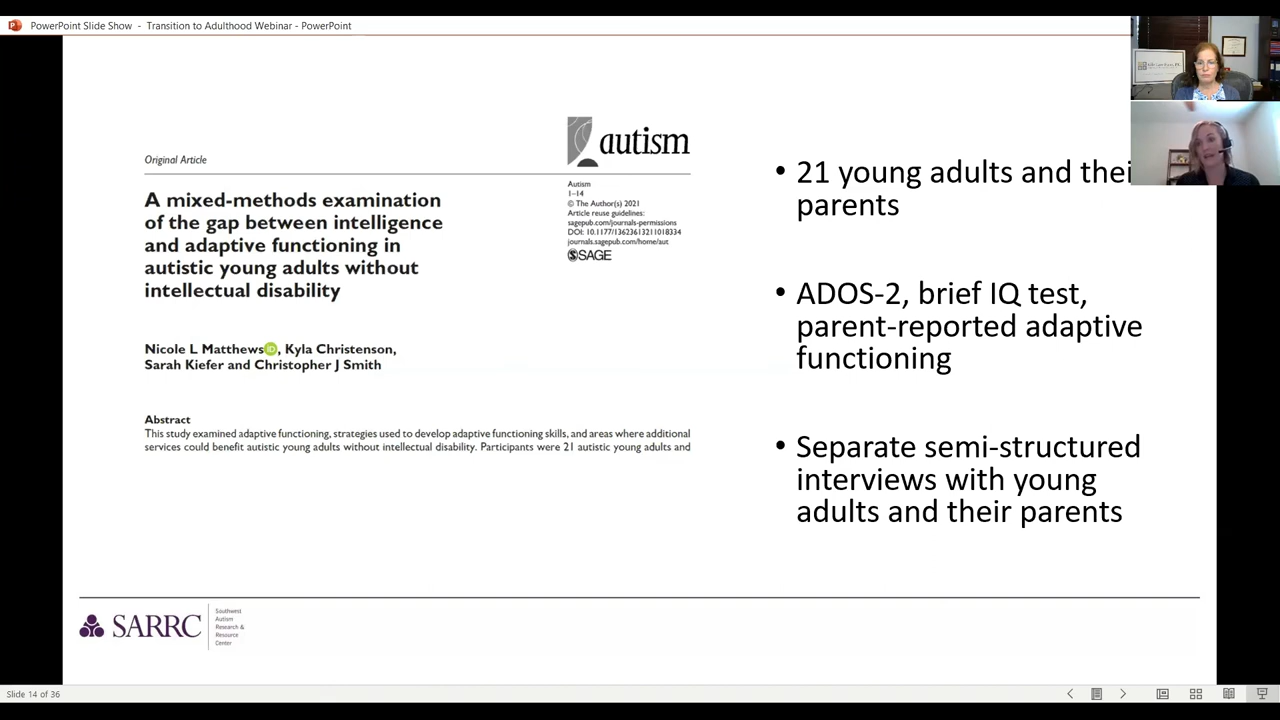 PowerPoint Slide Show - Transition to Adulthood Webinar - PowerPoint
Original Article
autism
Autism
1–14
© The Author(s) 2021
Article reuse guidelines:
sagepub.com/journals-permissions
DOI: 10.1177/13623613211018334
journals.sagepub.com/home/aut
SAGE
A mixed-methods examination
of the gap between intelligence
and adaptive functioning in
autistic young adults without
intellectual disability
Nicole L Matthews iD, Kyla Christenson,
Sarah Kiefer and Christopher J Smith
Abstract
This study examined adaptive functioning, strategies used to develop adaptive functioning skills, and areas where additional
services could benefit autistic young adults without intellectual disability. Participants were 21 autistic young adults and
• 21 young adults and thei
parents
• ADOS-2, brief IQ test,
parent-reported adaptive
functioning
• Separate semi-structured
interviews with young
adults and their parents
SARRC
Southwest
Autism
Research &
Resource
Center
Slide 14 of 36